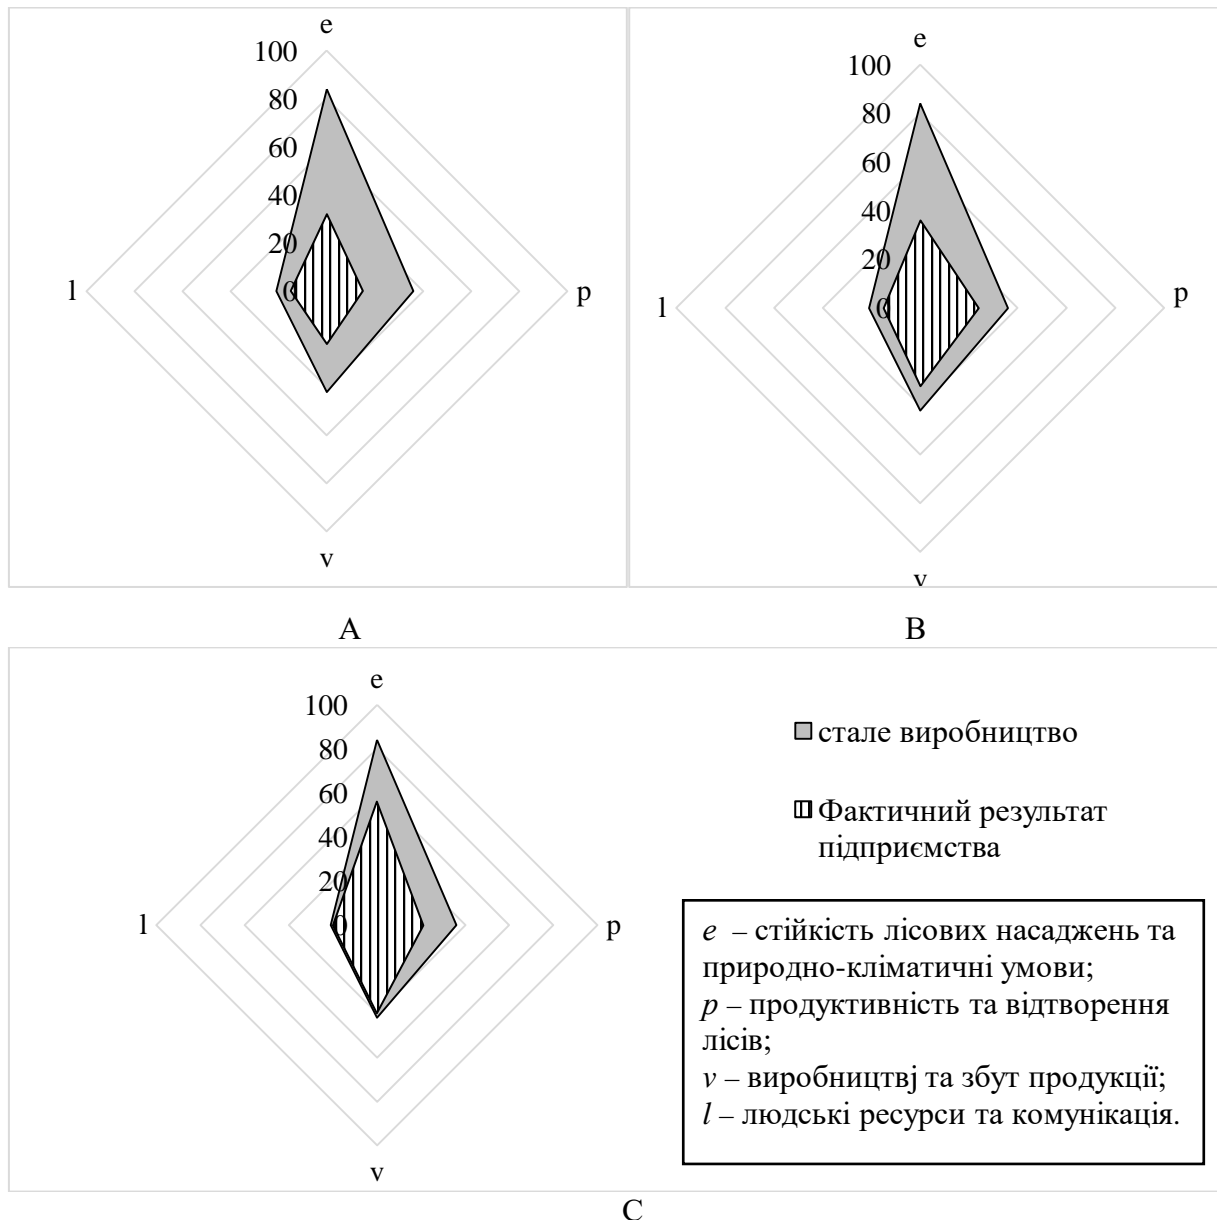 e
100
80
60
40
20
0
l
p
v
A
e
100
80
60
40
20
0
l
p
v
B
e
100
80
60
40
20
0
l
p
v
стале виробництво
Фактичний результат
підприємства
e – стійкість лісових насаджень та
природно-кліматичні умови;
p – продуктивність та відтворення
лісів;
v – виробництвј та збут продукції;
l – людські ресурси та комунікація.
C